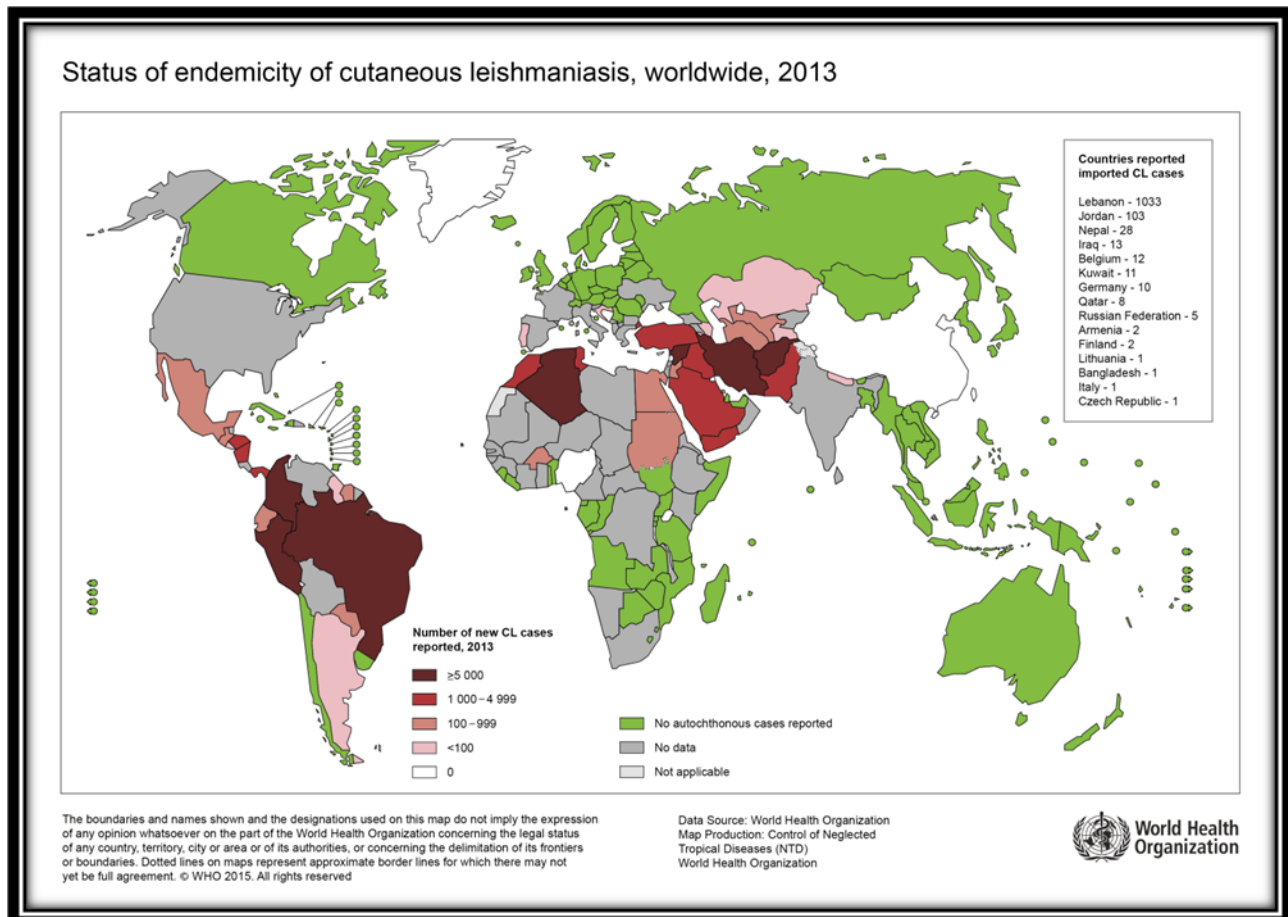 Status of endemicity of cutaneous leishmaniasis, worldwide, 2013
Countries reported
imported CL cases
Lebanon - 1033
Jordan - 103
Nepal - 28
Iraq - 13
Belgium - 12
Kuwait - 11
Germany - 10
Qatar - 8
Russian Federation - 5
Armenia - 2
Finland - 2
Lithuania - 1
Bangladesh - 1
Italy - 1
Czech Republic - 1
Number of new CL cases
reported, 2013
≥5 000
1 000–4 999
100–999
<100
0
No autochthonous cases reported
No data
Not applicable
The boundaries and names shown and the designations used on this map do not imply the expression
of any opinion whatsoever on the part of the World Health Organization concerning the legal status
of any country, territory, city or area or of its authorities, or concerning the delimitation of its frontiers
or boundaries. Dotted lines on maps represent approximate border lines for which there may not
yet be full agreement. © WHO 2015. All rights reserved
Data Source: World Health Organization
Map Production: Control of Neglected
Tropical Diseases (NTD)
World Health Organization
World Health
Organization